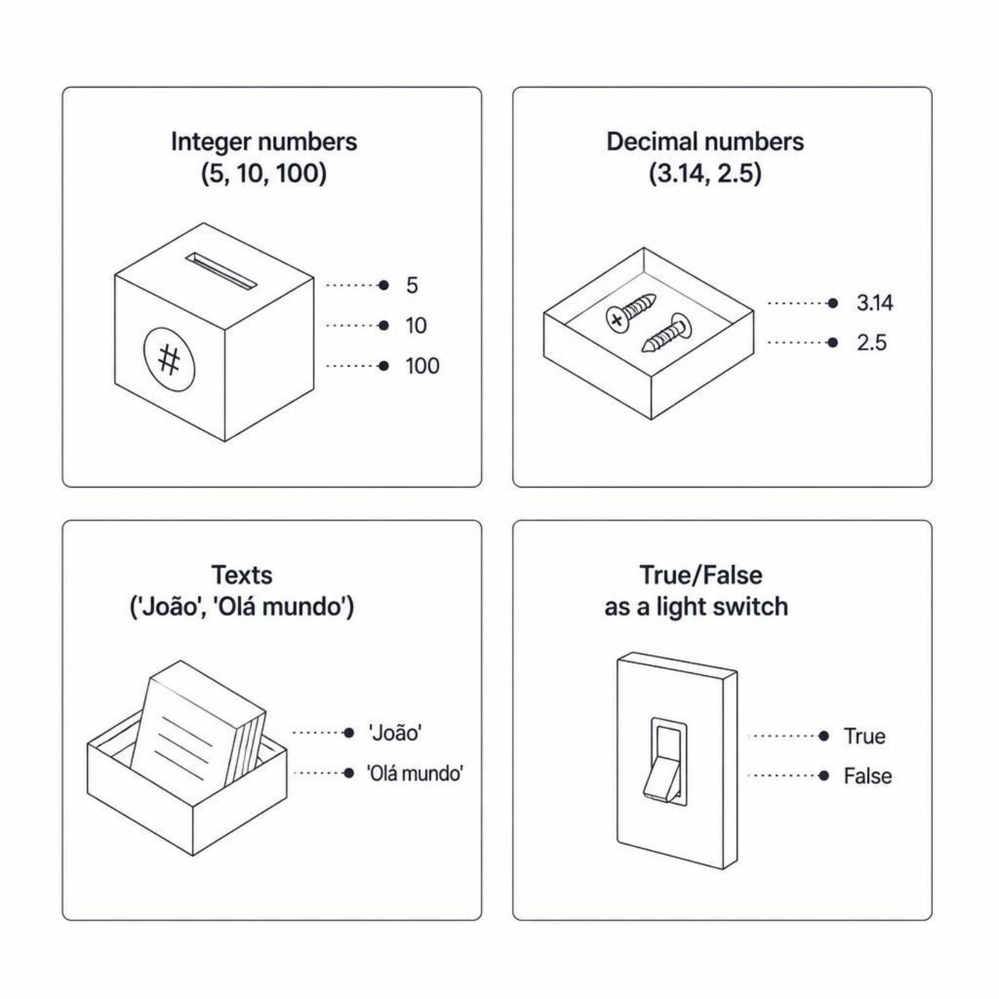 Integer numbers
(5, 10, 100)
#
5
10
100
Decimal numbers
(3.14, 2.5)
3.14
2.5
Texts
('João', 'Olá mundo')
'João'
'Olá mundo'
True/False
as a light switch
True
False